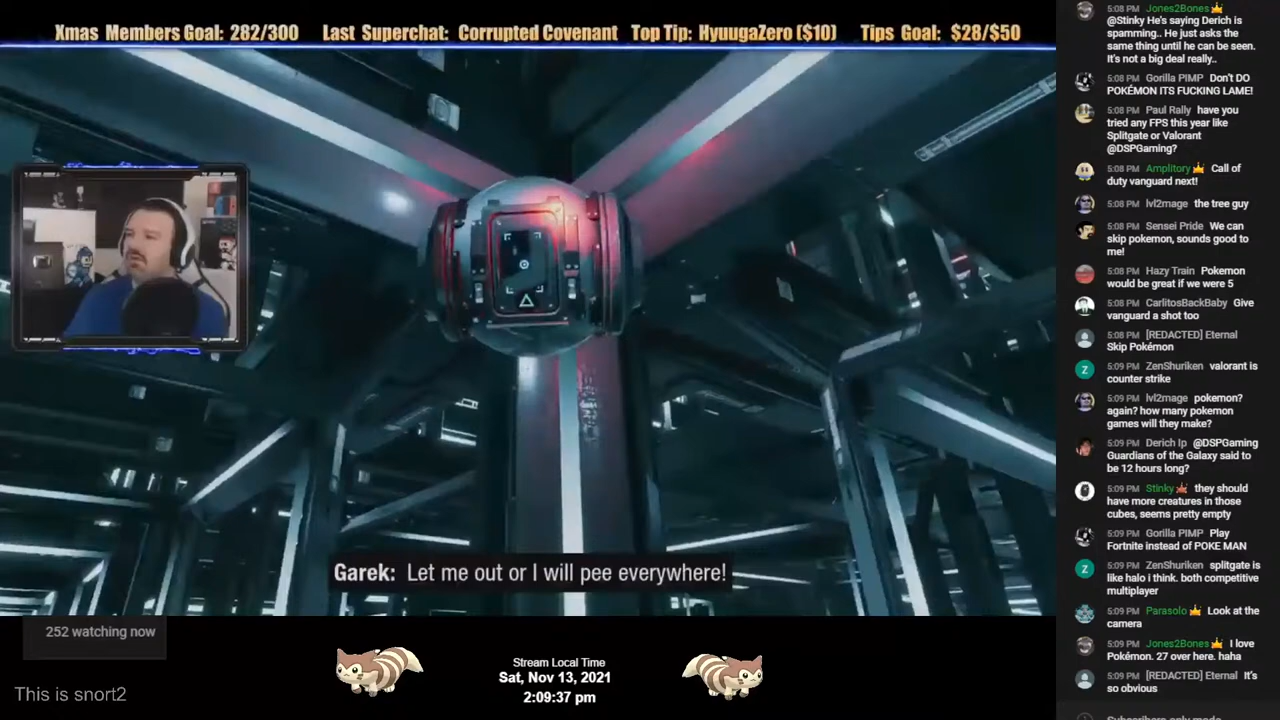 Xmas Members Goal: 282/300 Last Superchat: Corrupted Covenant Top Tip: HyuugaZero ($10) Tips Goal: $28/$50
Garek: Let me out or I will pee everywhere!
252 watching now
This is snort2
Stream Local Time
Sat, Nov 13, 2021
2:09:37 pm
5:08 PM Jones2Bones
@Stinky He's saying Derich is
spamming.. He just asks the
same thing until he can be seen.
It's not a big deal really..
5:08 PM Gorilla PIMP Don't DO
POKÉMON ITS FUCKING LAME!
5:08 PM Paul Rally have you
tried any FPS this year like
Splitgate or Valorant
@DSPGaming?
5:08 PM Amplitory Call of
duty vanguard next!
5:08 PM lvl2mage the tree guy
5:08 PM Sensei Pride We can
skip pokemon, sounds good to
me!
5:08 PM Hazy Train Pokemon
would be great if we were 5
5:08 PM CarlitosBackBaby Give
vanguard a shot too
5:08 PM [REDACTED] Eternal
Skip Pokémon
5:09 PM ZenShuriken valorant is
counter strike
5:09 PM lvl2mage pokemon?
again? how many pokemon
games will they make?
5:09 PM Derich Ip @DSPGaming
Guardians of the Galaxy said to
be 12 hours long?
5:09 PM Stinky they should
have more creatures in those
cubes, seems pretty empty
5:09 PM Gorilla PIMP Play
Fortnite instead of POKE MAN
5:09 PM ZenShuriken splitgate is
like halo i think. both competitive
multiplayer
5:09 PM Parasolo Look at the
camera
5:09 PM Jones2Bones I love
Pokémon. 27 over here. haha
5:09 PM [REDACTED] Eternal It's
so obvious
Subscribers-only mode